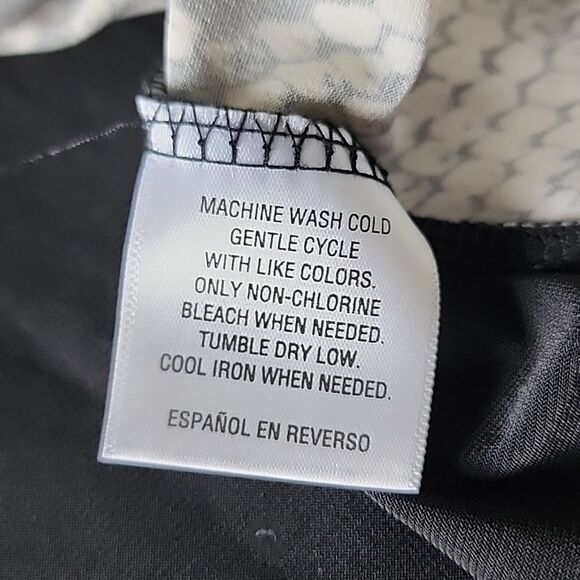 MACHINE WASH COLD
GENTLE CYCLE
WITH LIKE COLORS.
ONLY NON-CHLORINE
BLEACH WHEN NEEDED.
TUMBLE DRY LOW.
COOL IRON WHEN NEEDED.
ESPAÑOL EN REVERSO